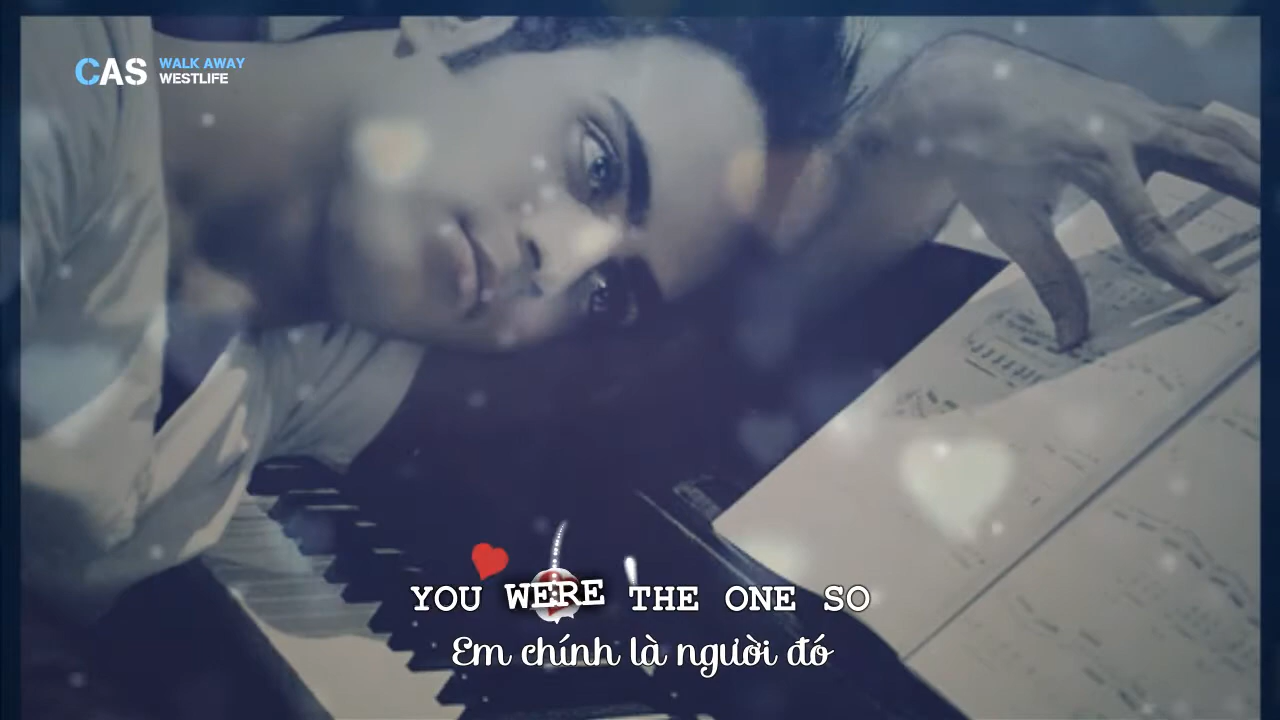 CAS
WALK AWAY
WESTLIFE
YOU WERE THE ONE SO
Em chính là người đó